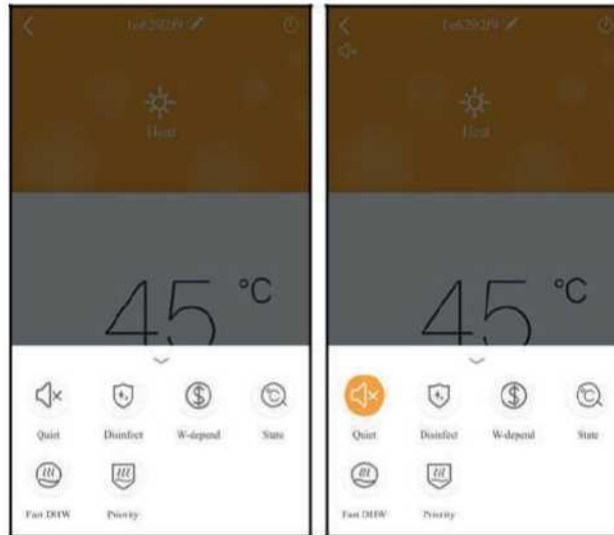 Heat
45 °C
Quiet
Disinfect
W-depend
State
Fast DHW
Priority
Heat
45 °C
Quiet
Disinfect
W-depend
State
Fast DHW
Priority